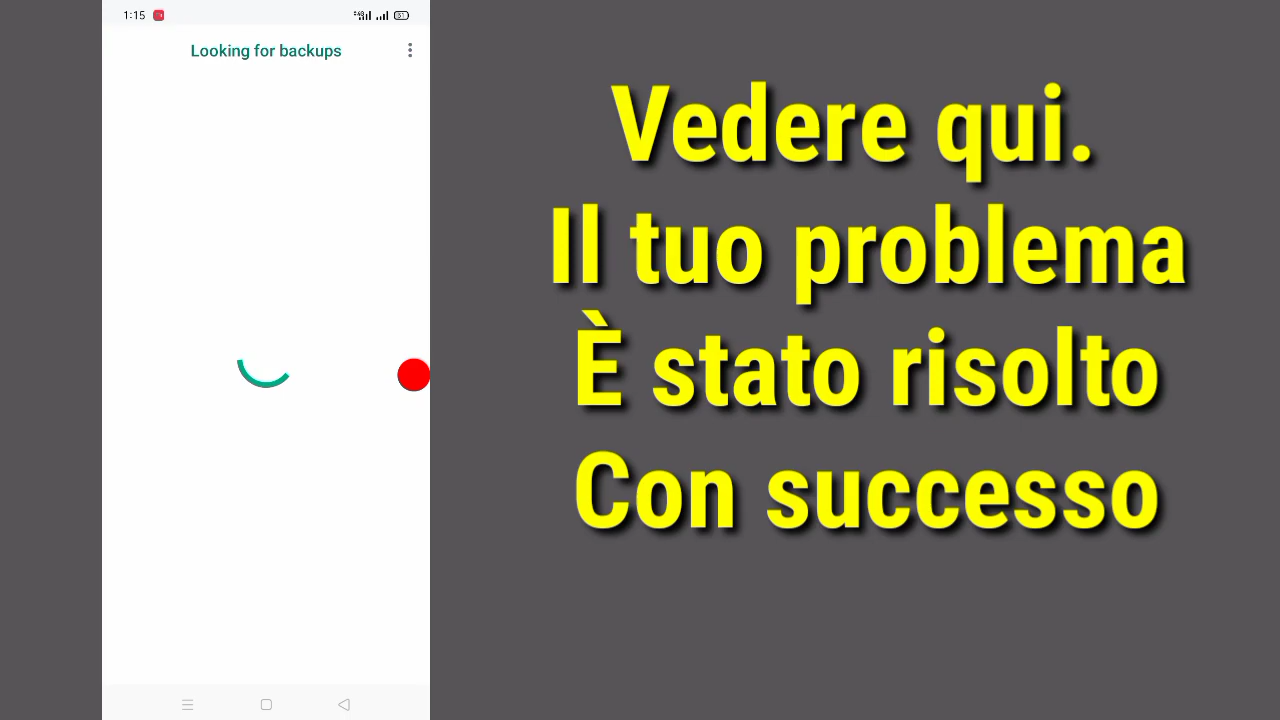 1:15
Looking for backups
Vedere qui.
Il tuo problema
È stato risolto
Con successo